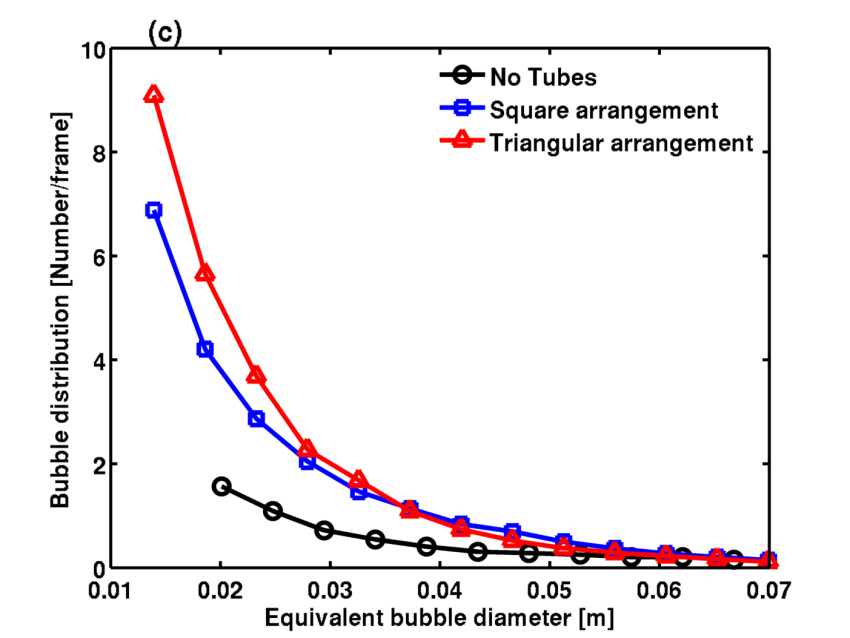 (c)
10
8
6
4
2
0
Bubble distribution [Number/frame]
No Tubes
Square arrangement
Triangular arrangement
0.01 0.02 0.03 0.04 0.05 0.06 0.07
Equivalent bubble diameter [m]